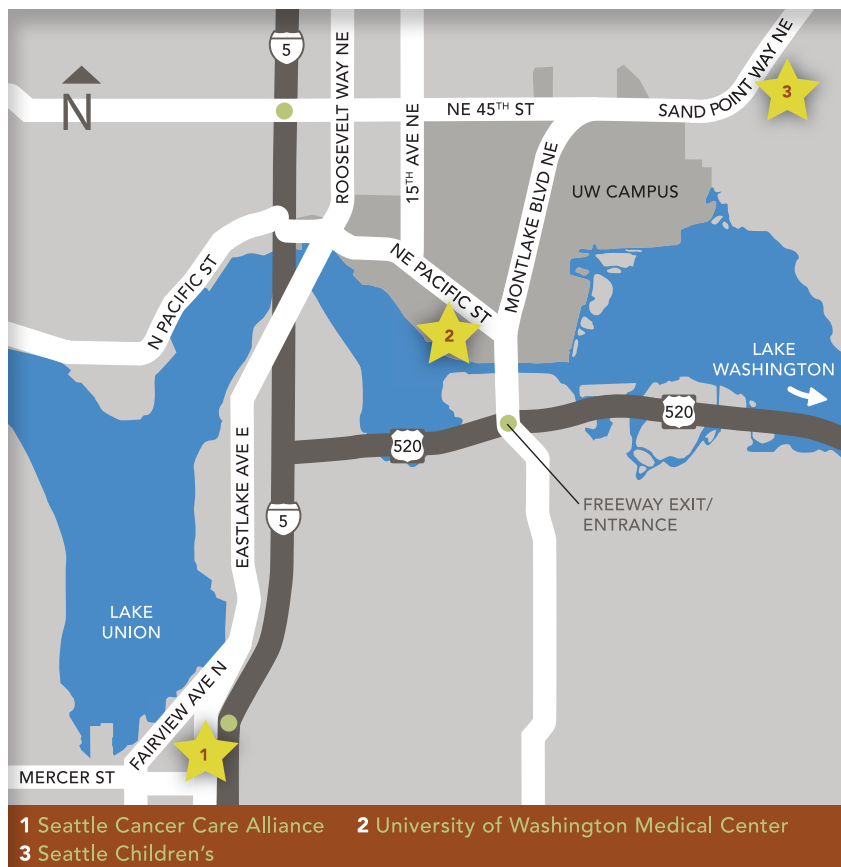 5
ROOSEVELT WAY NE
15TH AVE NE
NE 45TH ST
SAND POINT WAY NE
3
N
MONTLAKE BLVD NE
UW CAMPUS
N PACIFIC ST
NE PACIFIC ST
2
LAKE
WASHINGTON
520
520
EASTLAKE AVE E
5
FREEWAY EXIT/
ENTRANCE
LAKE
UNION
FAIRVIEW AVE N
1
MERCER ST
1 Seattle Cancer Care Alliance 2 University of Washington Medical Center
3 Seattle Children's